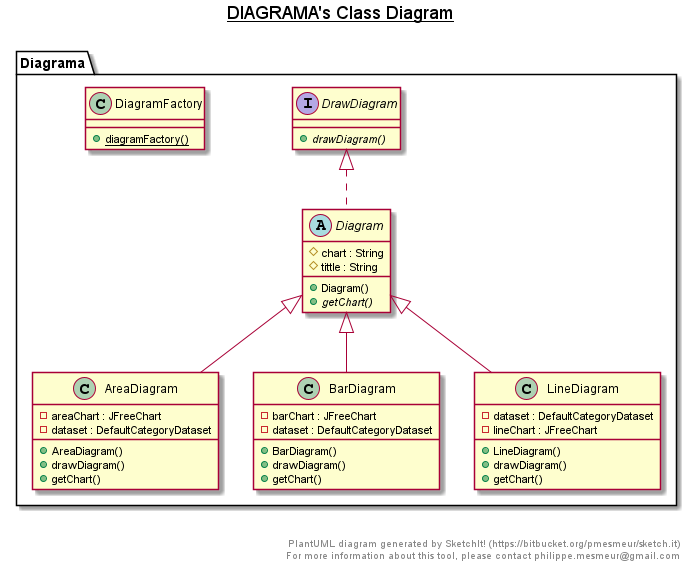 DIAGRAMA's Class Diagram
Diagrama
C DiagramFactory
diagramFactory()
I DrawDiagram
drawDiagram()
A Diagram
chart : String
tittle : String
Diagram()
getChart()
C AreaDiagram
areaChart : JFreeChart
dataset : DefaultCategoryDataset
AreaDiagram()
drawDiagram()
getChart()
C BarDiagram
barChart : JFreeChart
dataset : DefaultCategoryDataset
BarDiagram()
drawDiagram()
getChart()
C LineDiagram
dataset : DefaultCategoryDataset
lineChart : JFreeChart
LineDiagram()
drawDiagram()
getChart()
PlantUML diagram generated by SketchIt! (https://bitbucket.org/pmesmeur/sketch.it)
For more information about this tool, please contact philippe.mesmeur@gmail.com